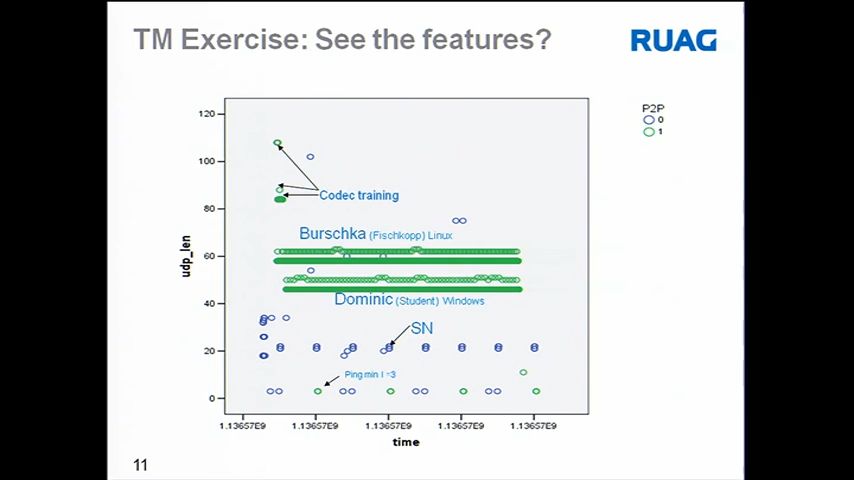 TM Exercise: See the features?
RUAG
P2P
0
1
120
100
80
60
40
20
0
udp_len
Codec training
Burschka (Fischkopp) Linux
Dominic (Student) Windows
SN
Ping min l =3
1.13657E9 1.13657E9 1.13657E9 1.13657E9 1.13657E9
time
11